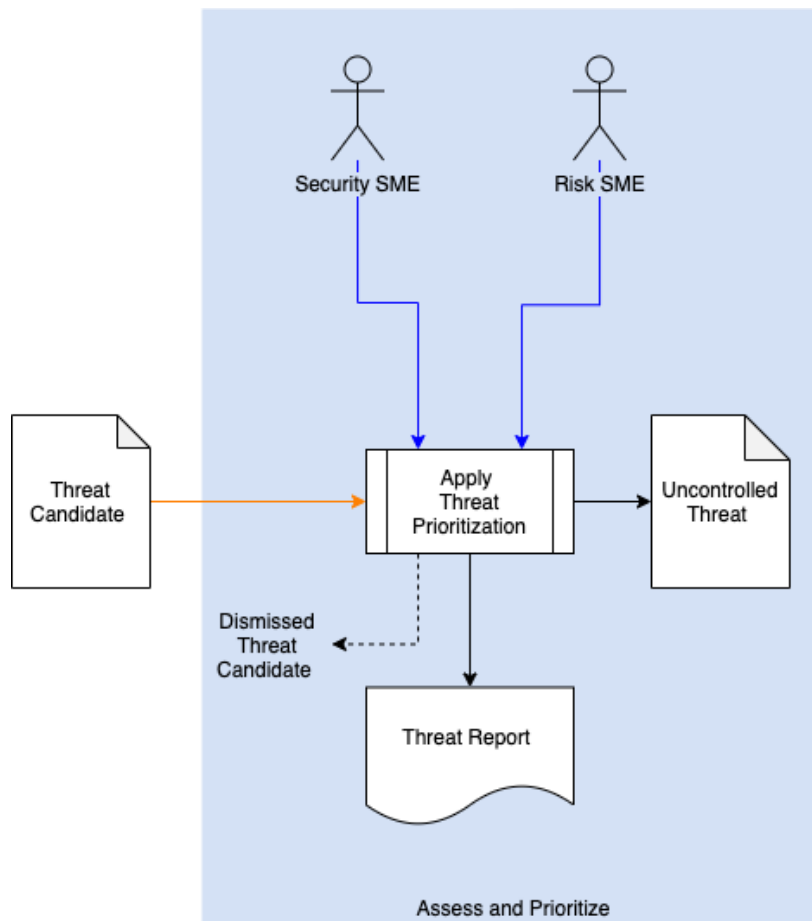 Security SME
Risk SME
Threat
Candidate
Apply
Threat
Prioritization
Uncontrolled
Threat
Dismissed
Threat
Candidate
Threat Report
Assess and Prioritize